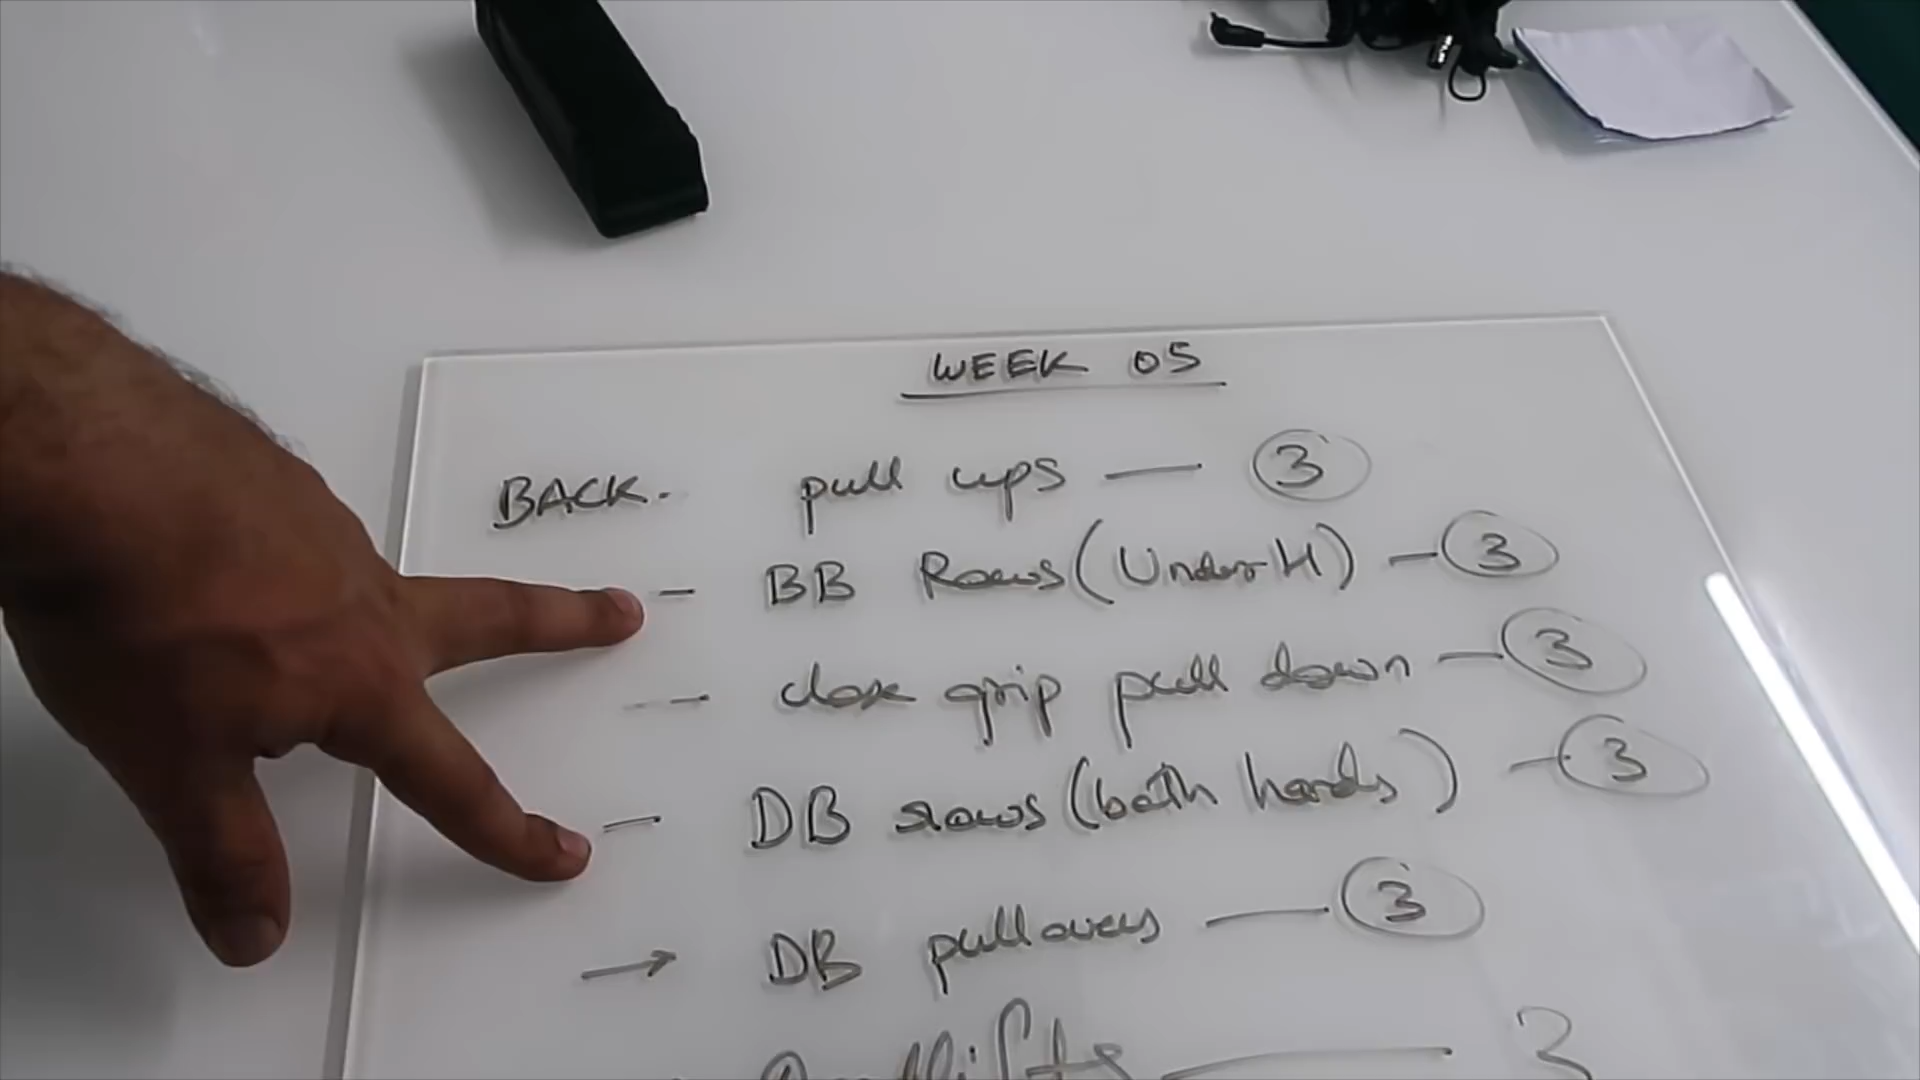 WEEK 05
BACK. pull ups — 3
- BB Rows (Under H) - 3
- close grip pull down - 3
- DB rows (both hands) - 3
→ DB pullovers — 3
Deadlifts — 3